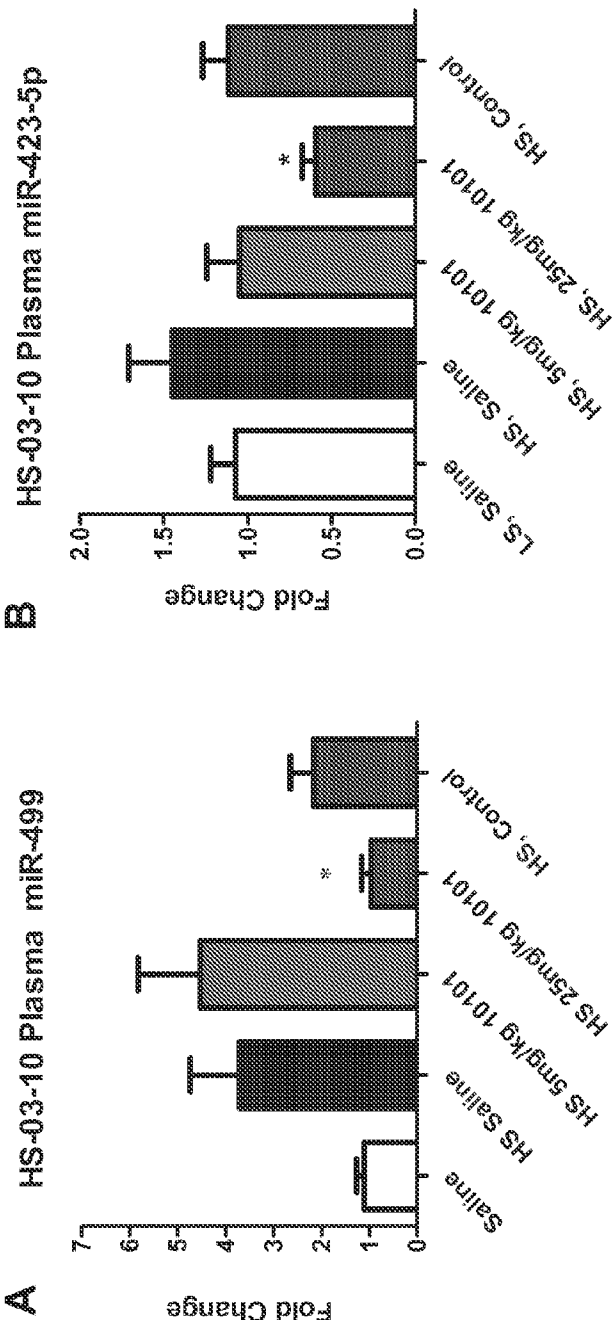 A
HS-03-10 Plasma miR-499
Fold Change
7
6
5
4
3
2
1
0
Saline
HS Saline
HS 5mg/kg 10101
HS 25mg/kg 10101
HS, Control
*
B
HS-03-10 Plasma miR-423-5p
Fold Change
2.0
1.5
1.0
0.5
0.0
LS, Saline
HS, Saline
HS, 5mg/kg 10101
HS, 25mg/kg 10101
HS, Control
*